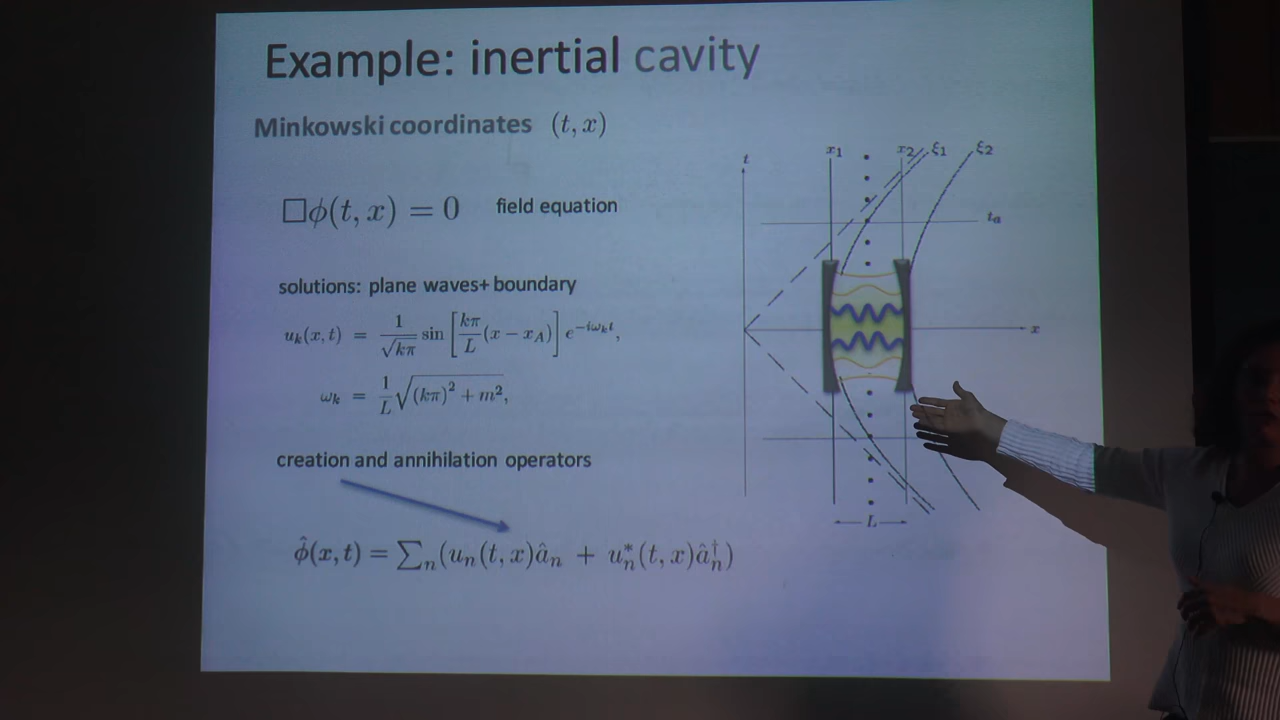 Example: inertial cavity
Minkowski coordinates (t, x)
□ϕ(t, x) = 0 field equation
solutions: plane waves+ boundary
u_k(x, t) = 1/√(kπ) sin [kπ/L (x − x_A)] e^{−iω_k t},
ω_k = 1/L √((kπ)² + m²),
creation and annihilation operators
ϕ̂(x, t) = ∑_n(u_n(t, x)â_n + u*_n(t, x)â†_n)
t x₁ x₂ ξ₁ ξ₂
t_a
x
L